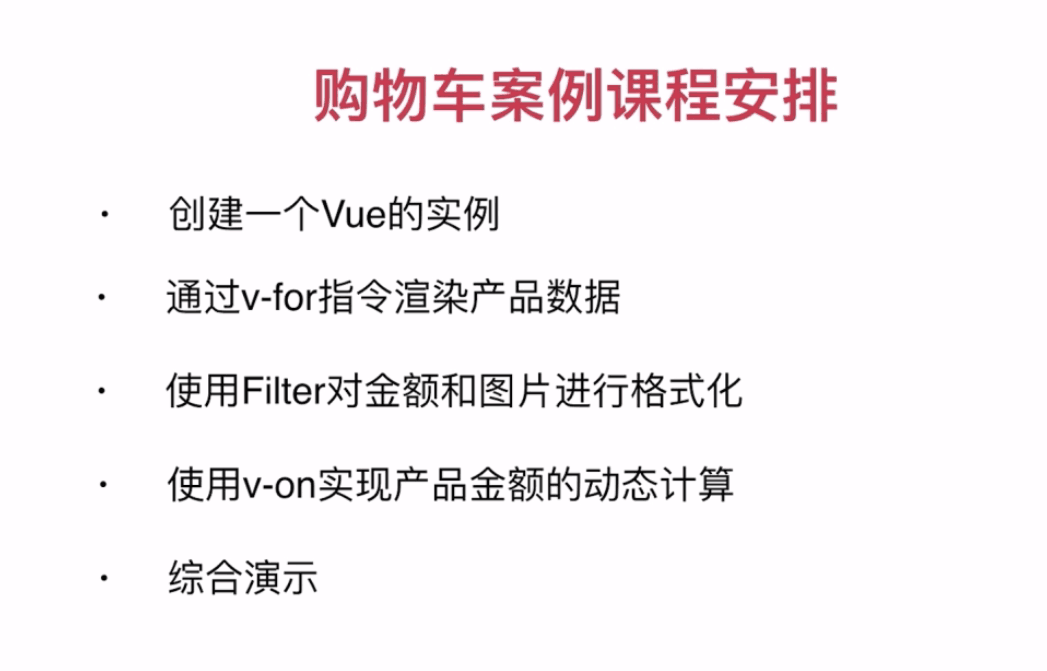 购物车案例课程安排
· 创建一个Vue的实例
· 通过v-for指令渲染产品数据
· 使用Filter对金额和图片进行格式化
· 使用v-on实现产品金额的动态计算
· 综合演示